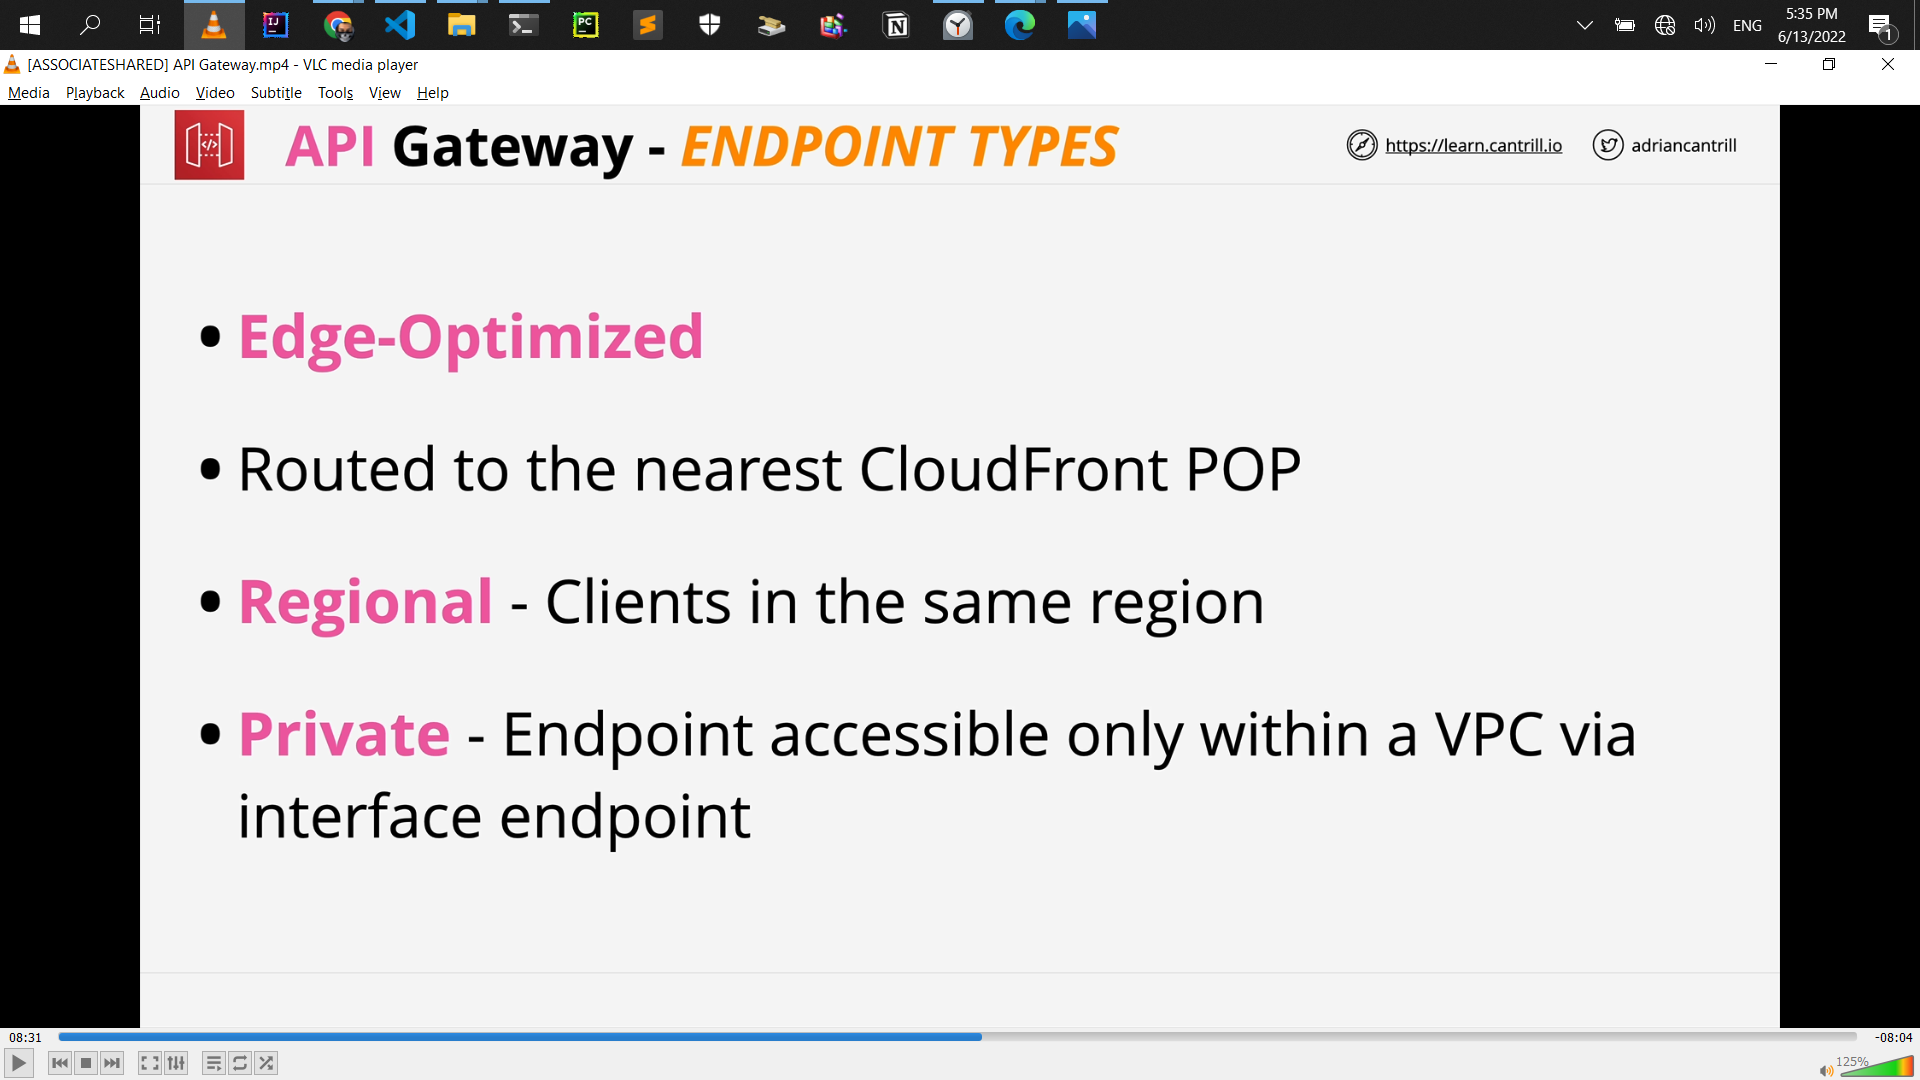 5:35 PM
ENG
6/13/2022
1
IJ
PC
[ASSOCIATESHARED] API Gateway.mp4 - VLC media player
Media Playback Audio Video Subtitle Tools View Help
API Gateway - ENDPOINT TYPES
https://learn.cantrill.io
adriancantrill
• Edge-Optimized
• Routed to the nearest CloudFront POP
• Regional - Clients in the same region
• Private - Endpoint accessible only within a VPC via
interface endpoint
08:31
-08:04
125%